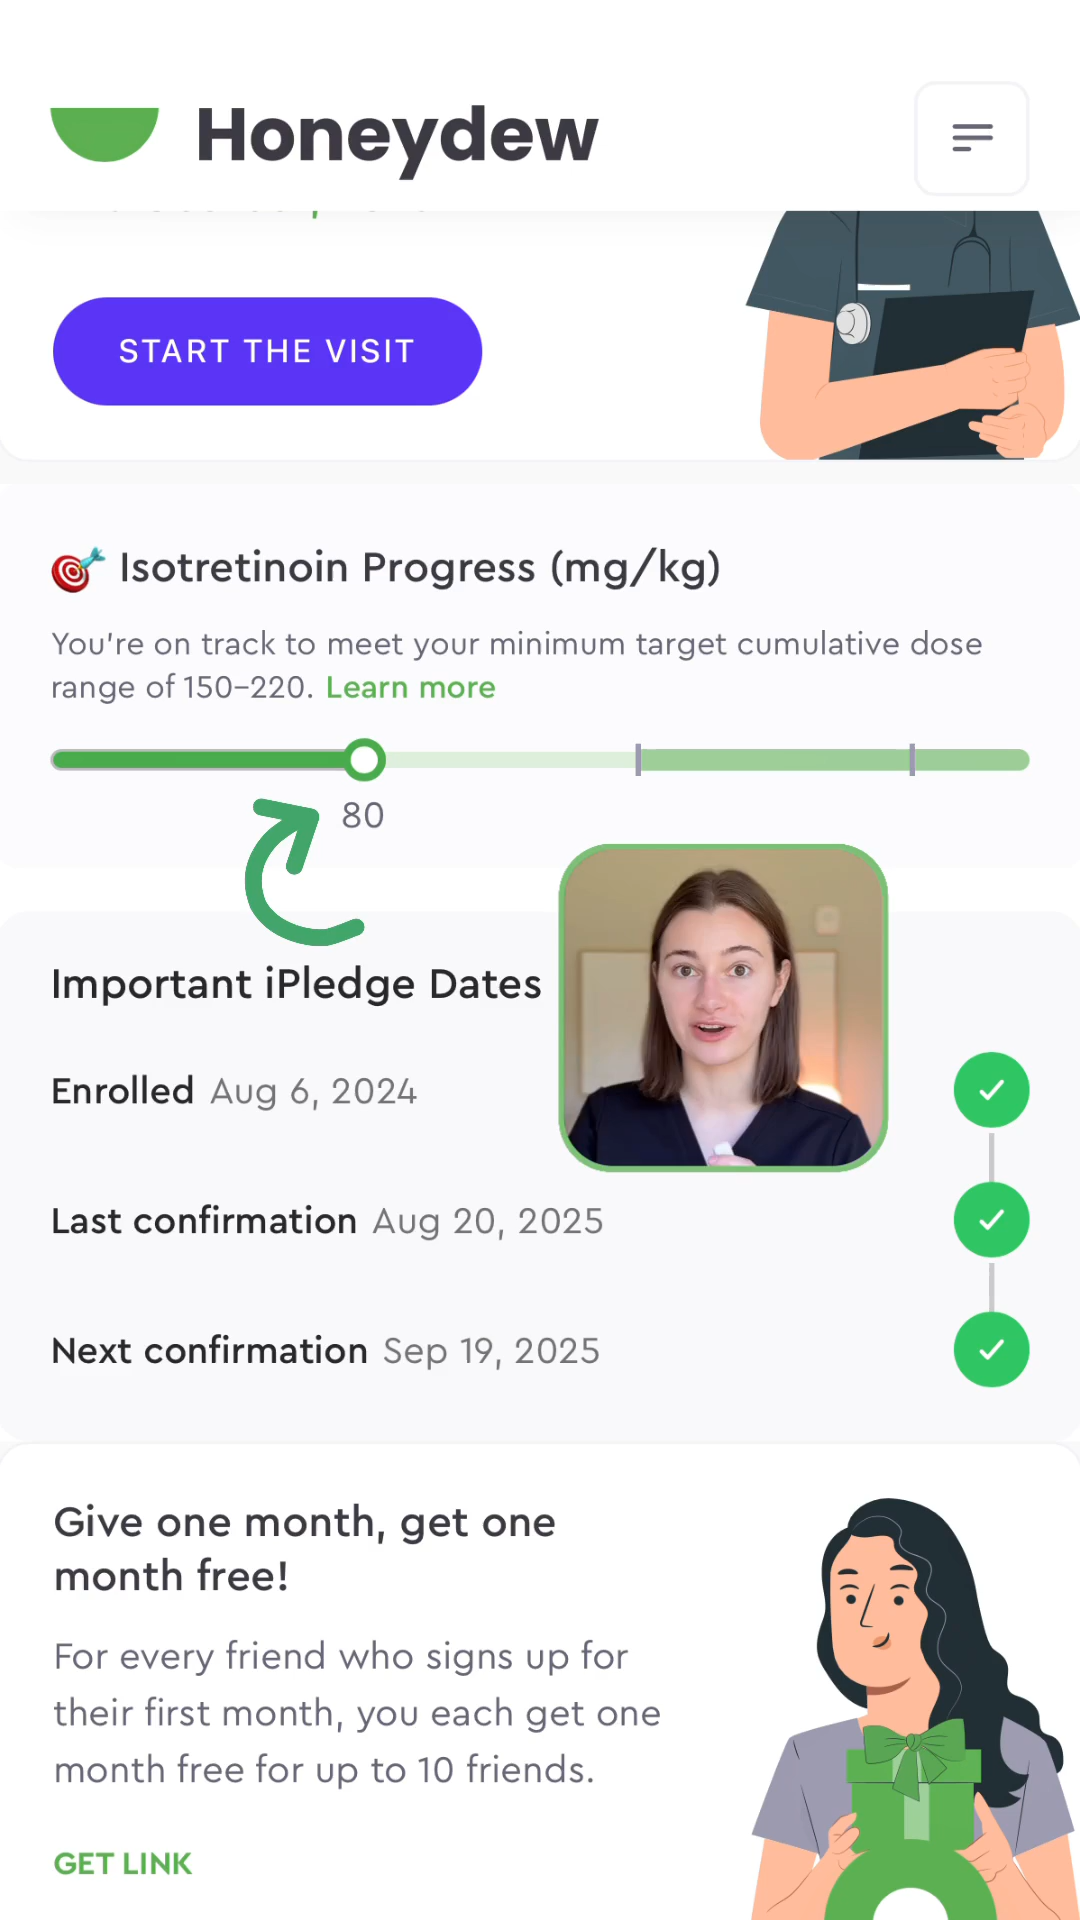 Honeydew
START THE VISIT
Isotretinoin Progress (mg/kg)
You're on track to meet your minimum target cumulative dose
range of 150–220. Learn more
80
Important iPledge Dates
Enrolled Aug 6, 2024
Last confirmation Aug 20, 2025
Next confirmation Sep 19, 2025
Give one month, get one
month free!
For every friend who signs up for
their first month, you each get one
month free for up to 10 friends.
GET LINK